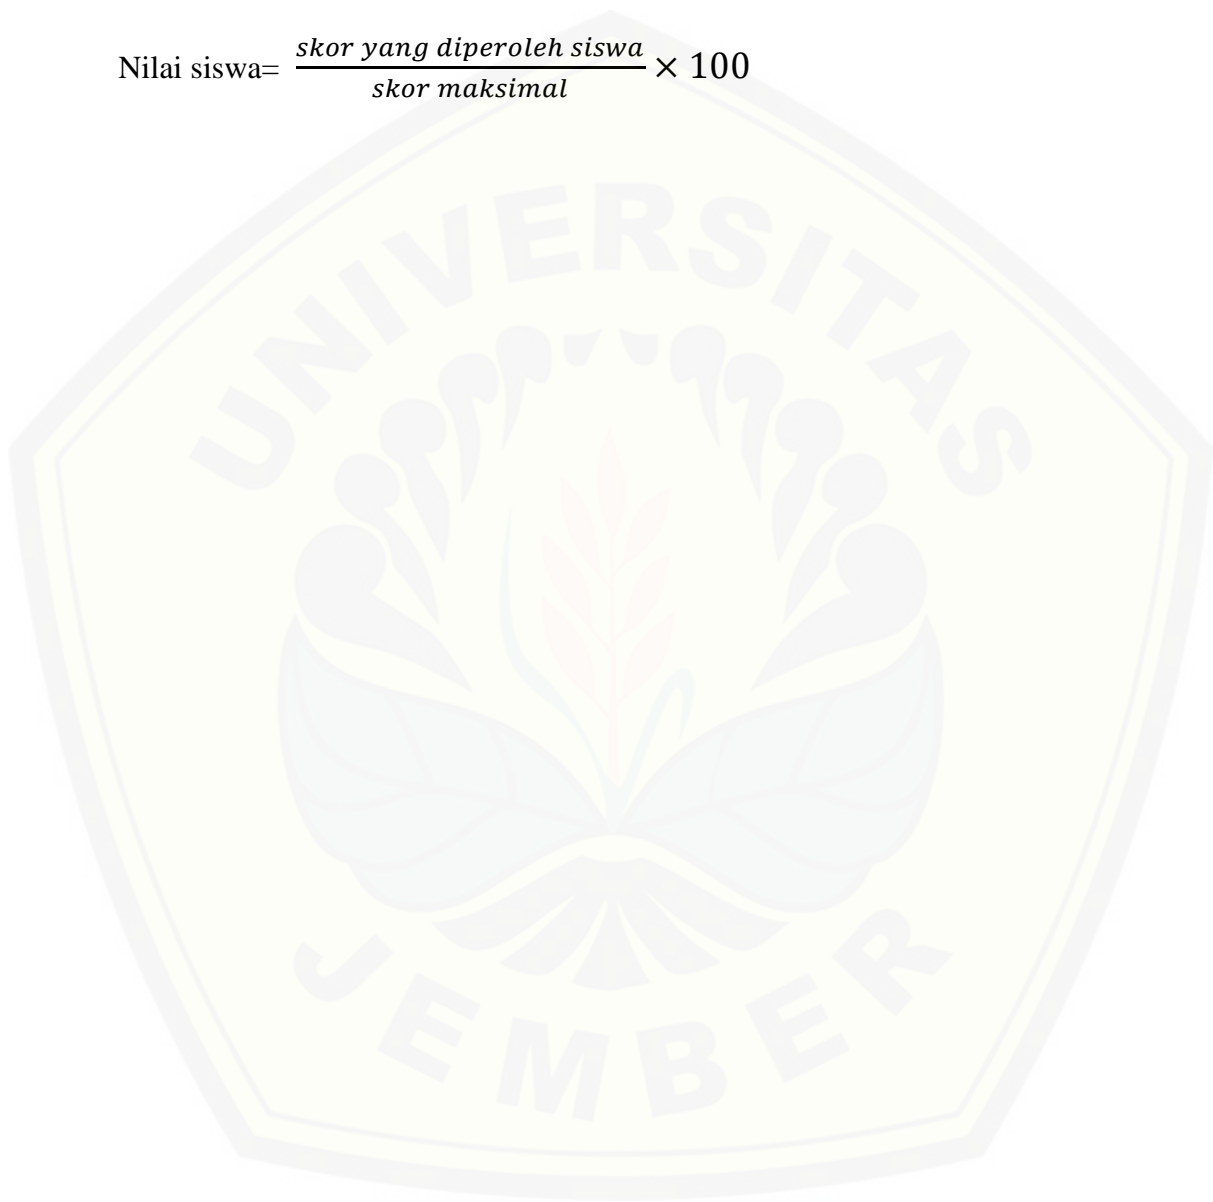 Nilai siswa= skor yang diperoleh siswa / skor maksimal × 100
UNIVERSITAS
JEMBER